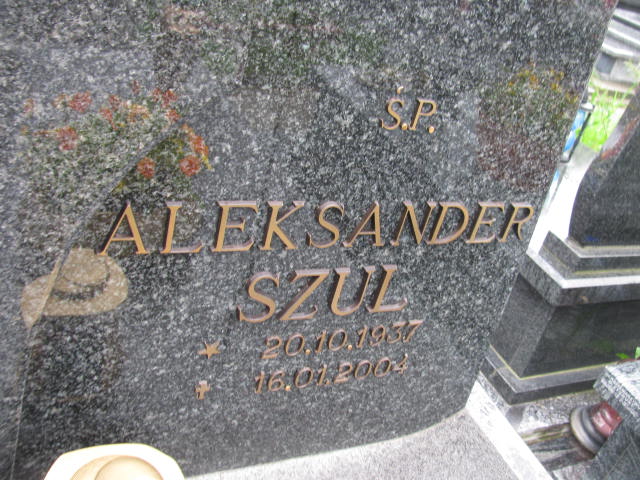 Ś.P.
ALEKSANDER
SZUL
* 20.10.1937
✝ 16.01.2004